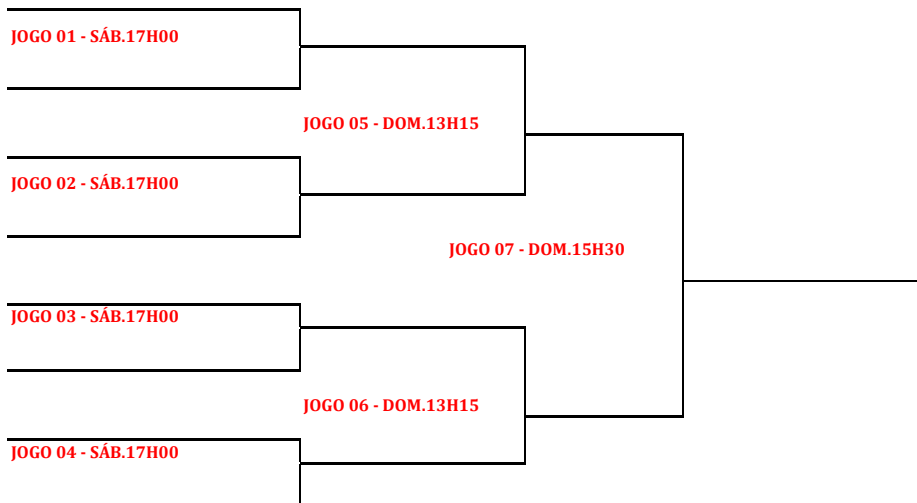 JOGO 01 - SÁB.17H00
JOGO 05 - DOM.13H15
JOGO 02 - SÁB.17H00
JOGO 07 - DOM.15H30
JOGO 03 - SÁB.17H00
JOGO 06 - DOM.13H15
JOGO 04 - SÁB.17H00